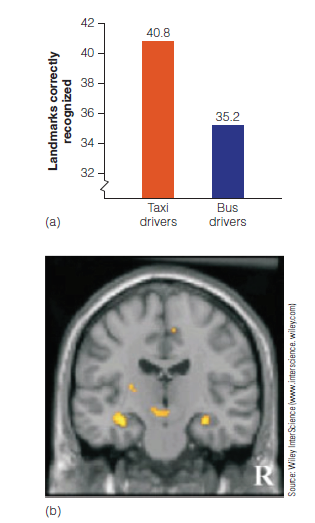 Landmarks correctly
recognized
42
40
38
36
34
32
40.8
35.2
Taxi
drivers
Bus
drivers
(a)
R
Source: Wiley InterScience (www.interscience.wiley.com)
(b)